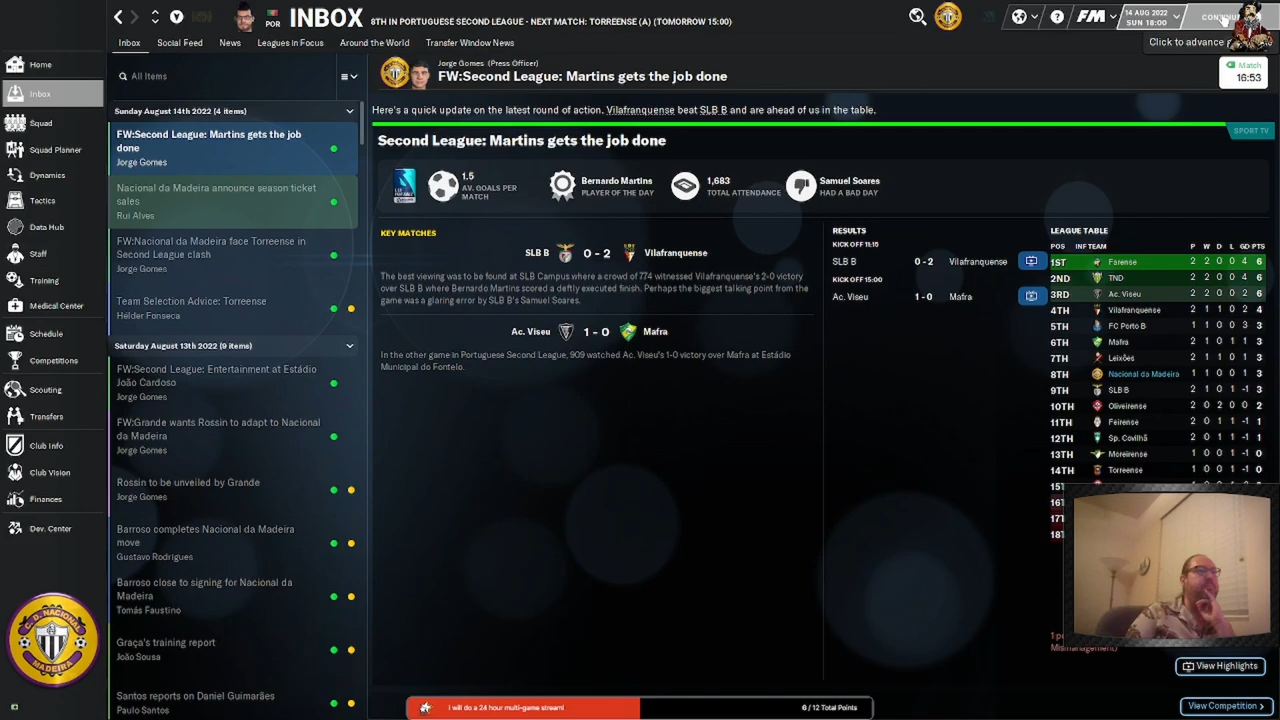 POR
INBOX
8TH IN PORTUGUESE SECOND LEAGUE - NEXT MATCH: TORREENSE (A) (TOMORROW 15:00)
FM
14 AUG 2022
SUN 18:00
Inbox
Social Feed
News
Leagues in Focus
Around the World
Transfer Window News
Click to advance
Match
16:53
Home
Inbox
Squad
Squad Planner
Dynamics
Tactics
Data Hub
Staff
Training
Medical Center
Schedule
Competitions
Scouting
Transfers
Club Info
Club Vision
Finances
Dev. Center
All Items
Sunday August 14th 2022 (4 items)
FW:Second League: Martins gets the job
done
Jorge Gomes
Nacional da Madeira announce season ticket
sales
Rui Alves
FW:Nacional da Madeira face Torreense in
Second League clash
Jorge Gomes
Team Selection Advice: Torreense
Hélder Fonseca
Saturday August 13th 2022 (9 items)
FW:Second League: Entertainment at Estádio
João Cardoso
Jorge Gomes
FW:Grande wants Rossin to adapt to Nacional
da Madeira
Jorge Gomes
Rossin to be unveiled by Grande
Jorge Gomes
Barroso completes Nacional da Madeira
move
Gustavo Rodrigues
Barroso close to signing for Nacional da
Madeira
Tomás Faustino
Graça's training report
João Sousa
Santos reports on Daniel Guimarães
Paulo Santos
Jorge Gomes (Press Officer)
FW:Second League: Martins gets the job done
Here's a quick update on the latest round of action. Vilafranquense beat SLB B and are ahead of us in the table.
SPORT TV
Second League: Martins gets the job done
1.5
AV. GOALS PER
MATCH
Bernardo Martins
PLAYER OF THE DAY
1,683
TOTAL ATTENDANCE
Samuel Soares
HAD A BAD DAY
KEY MATCHES
SLB B 0 - 2 Vilafranquense
The best viewing was to be found at SLB Campus where a crowd of 774 witnessed Vilafranquense's 2-0 victory
over SLB B where Bernardo Martins scored a deftly executed finish. Perhaps the biggest talking point from the
game was a glaring error by SLB B's Samuel Soares.
Ac. Viseu 1 - 0 Mafra
In the other game in Portuguese Second League, 909 watched Ac. Viseu's 1-0 victory over Mafra at Estádio
Municipal do Fontelo.
RESULTS
KICK OFF 11:15
SLB B 0 - 2 Vilafranquense
KICK OFF 15:00
Ac. Viseu 1 - 0 Mafra
LEAGUE TABLE
POS INF TEAM P W D L GD PTS
1ST Farense 2 2 0 0 4 6
2ND TND 2 2 0 0 4 6
3RD Ac. Viseu 2 2 0 0 2 6
4TH Vilafranquense 2 1 1 0 2 4
5TH FC Porto B 2 1 0 1 3 3
6TH Mafra 2 1 0 1 1 3
7TH Leixões 2 1 0 1 1 3
8TH Nacional da Madeira 1 1 0 0 1 3
9TH SLB B 2 1 0 1 -1 3
10TH Oliveirense 2 0 2 0 0 2
11TH Feirense 2 0 1 1 -1 1
12TH Sp. Covilhã 2 0 1 1 -1 1
13TH Moreirense 1 0 0 1 -1 0
14TH Torreense 1 0 0 1 -1 0
View Highlights
View Competition >
C. D. NACIONAL
MADEIRA
I will do a 24 hour multi-game stream!
6 / 12 Total Points